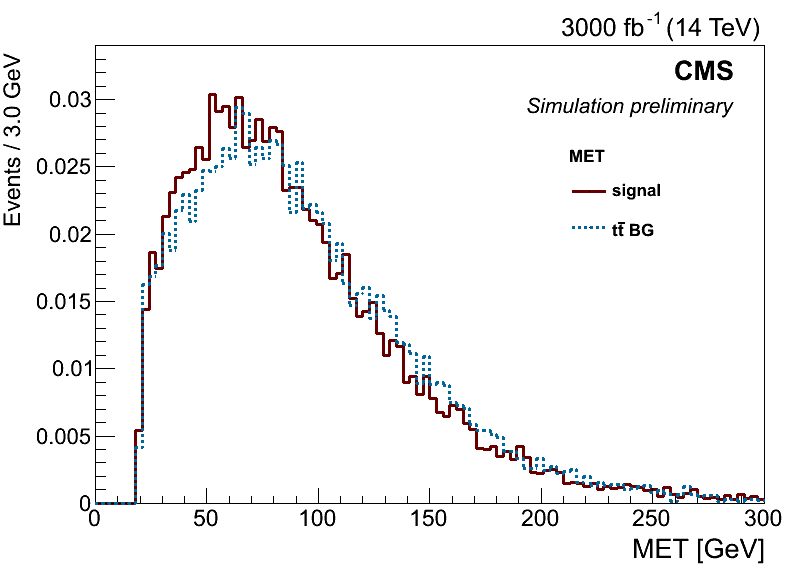 3000 fb⁻¹ (14 TeV)
CMS
Simulation preliminary
MET
signal
tt̄ BG
Events / 3.0 GeV
0.03
0.025
0.02
0.015
0.01
0.005
0
0 50 100 150 200 250 300
MET [GeV]